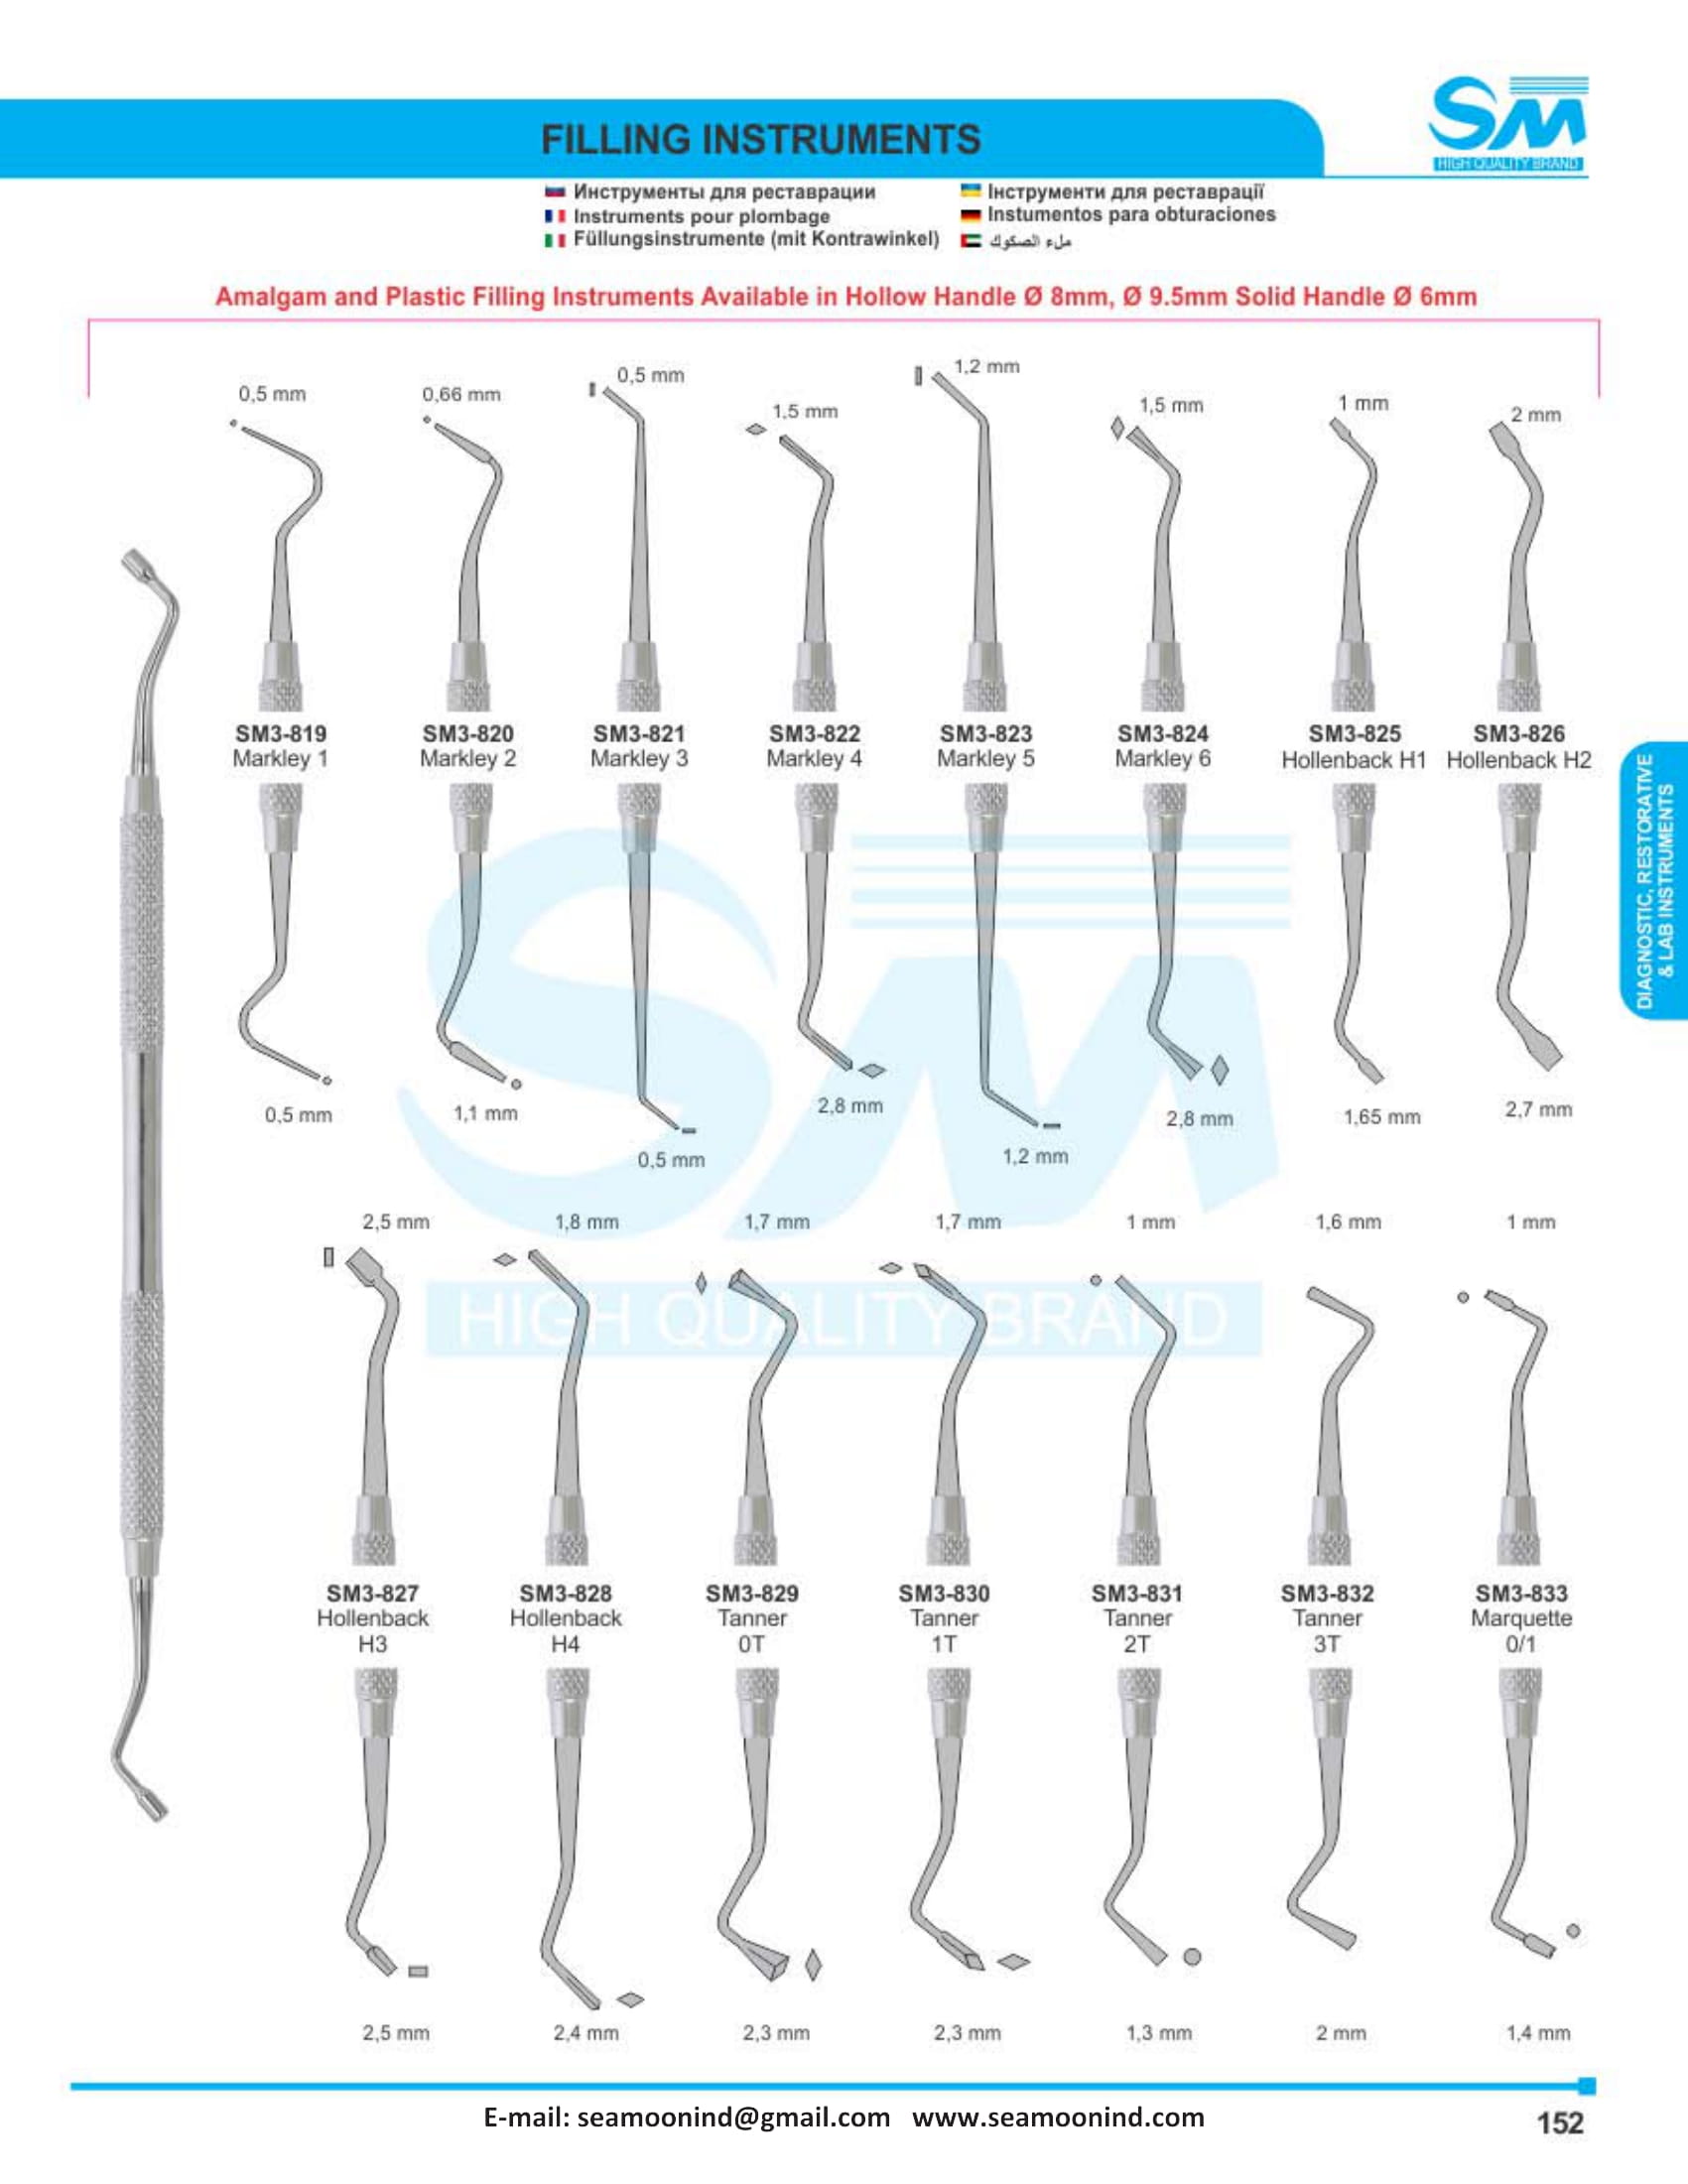 SM
HIGH QUALITY BRAND
FILLING INSTRUMENTS
Инструменты для реставрации
Інструменти для реставрації
Instruments pour plombage
Instumentos para obturaciones
Füllungsinstrumente (mit Kontrawinkel)
ملء الصكوك
Amalgam and Plastic Filling Instruments Available in Hollow Handle Ø 8mm, Ø 9.5mm Solid Handle Ø 6mm
0,5 mm 0,66 mm 0,5 mm 1,5 mm 1,2 mm 1,5 mm 1 mm 2 mm
SM3-819 SM3-820 SM3-821 SM3-822 SM3-823 SM3-824 SM3-825 SM3-826
Markley 1 Markley 2 Markley 3 Markley 4 Markley 5 Markley 6 Hollenback H1 Hollenback H2
DIAGNOSTIC, RESTORATIVE
& LAB INSTRUMENTS
0,5 mm 1,1 mm 0,5 mm 2,8 mm 1,2 mm 2,8 mm 1,65 mm 2,7 mm
SM
HIGH QUALITY BRAND
2,5 mm 1,8 mm 1,7 mm 1,7 mm 1 mm 1,6 mm 1 mm
SM3-827 SM3-828 SM3-829 SM3-830 SM3-831 SM3-832 SM3-833
Hollenback Hollenback Tanner Tanner Tanner Tanner Marquette
H3 H4 0T 1T 2T 3T 0/1
2,5 mm 2,4 mm 2,3 mm 2,3 mm 1,3 mm 2 mm 1,4 mm
E-mail: seamoonind@gmail.com www.seamoonind.com
152